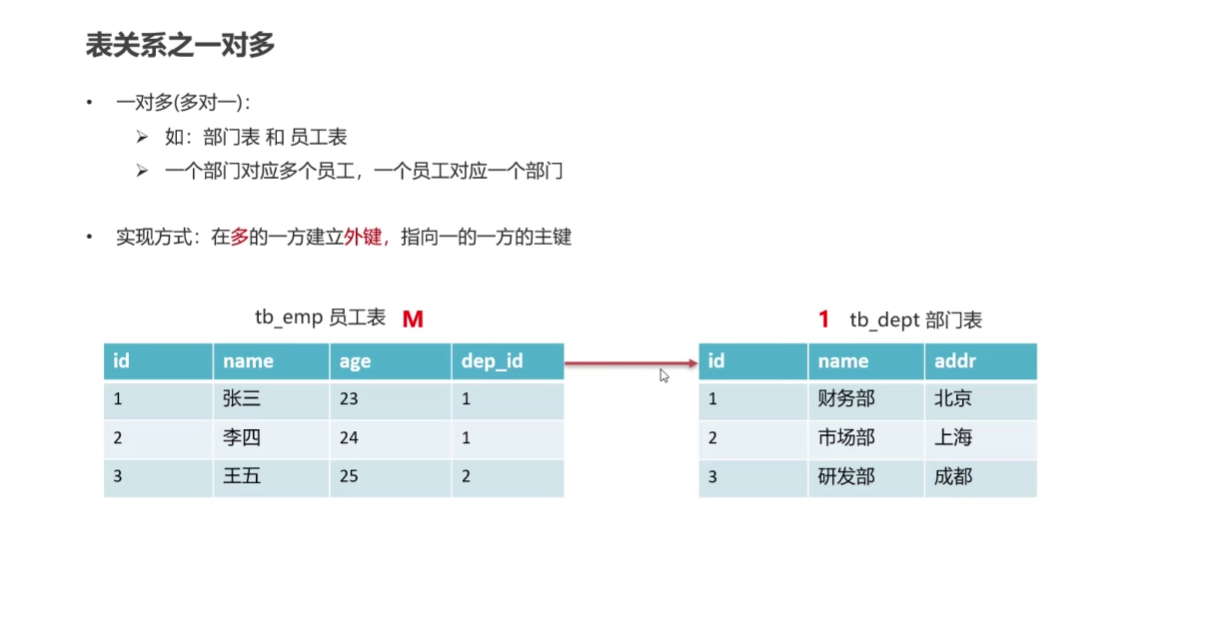 表关系之一对多
• 一对多(多对一)：
➢ 如：部门表 和 员工表
➢ 一个部门对应多个员工，一个员工对应一个部门
• 实现方式：在多的一方建立外键，指向一的一方的主键
tb_emp 员工表 M
id name age dep_id
1 张三 23 1
2 李四 24 1
3 王五 25 2
1 tb_dept 部门表
id name addr
1 财务部 北京
2 市场部 上海
3 研发部 成都